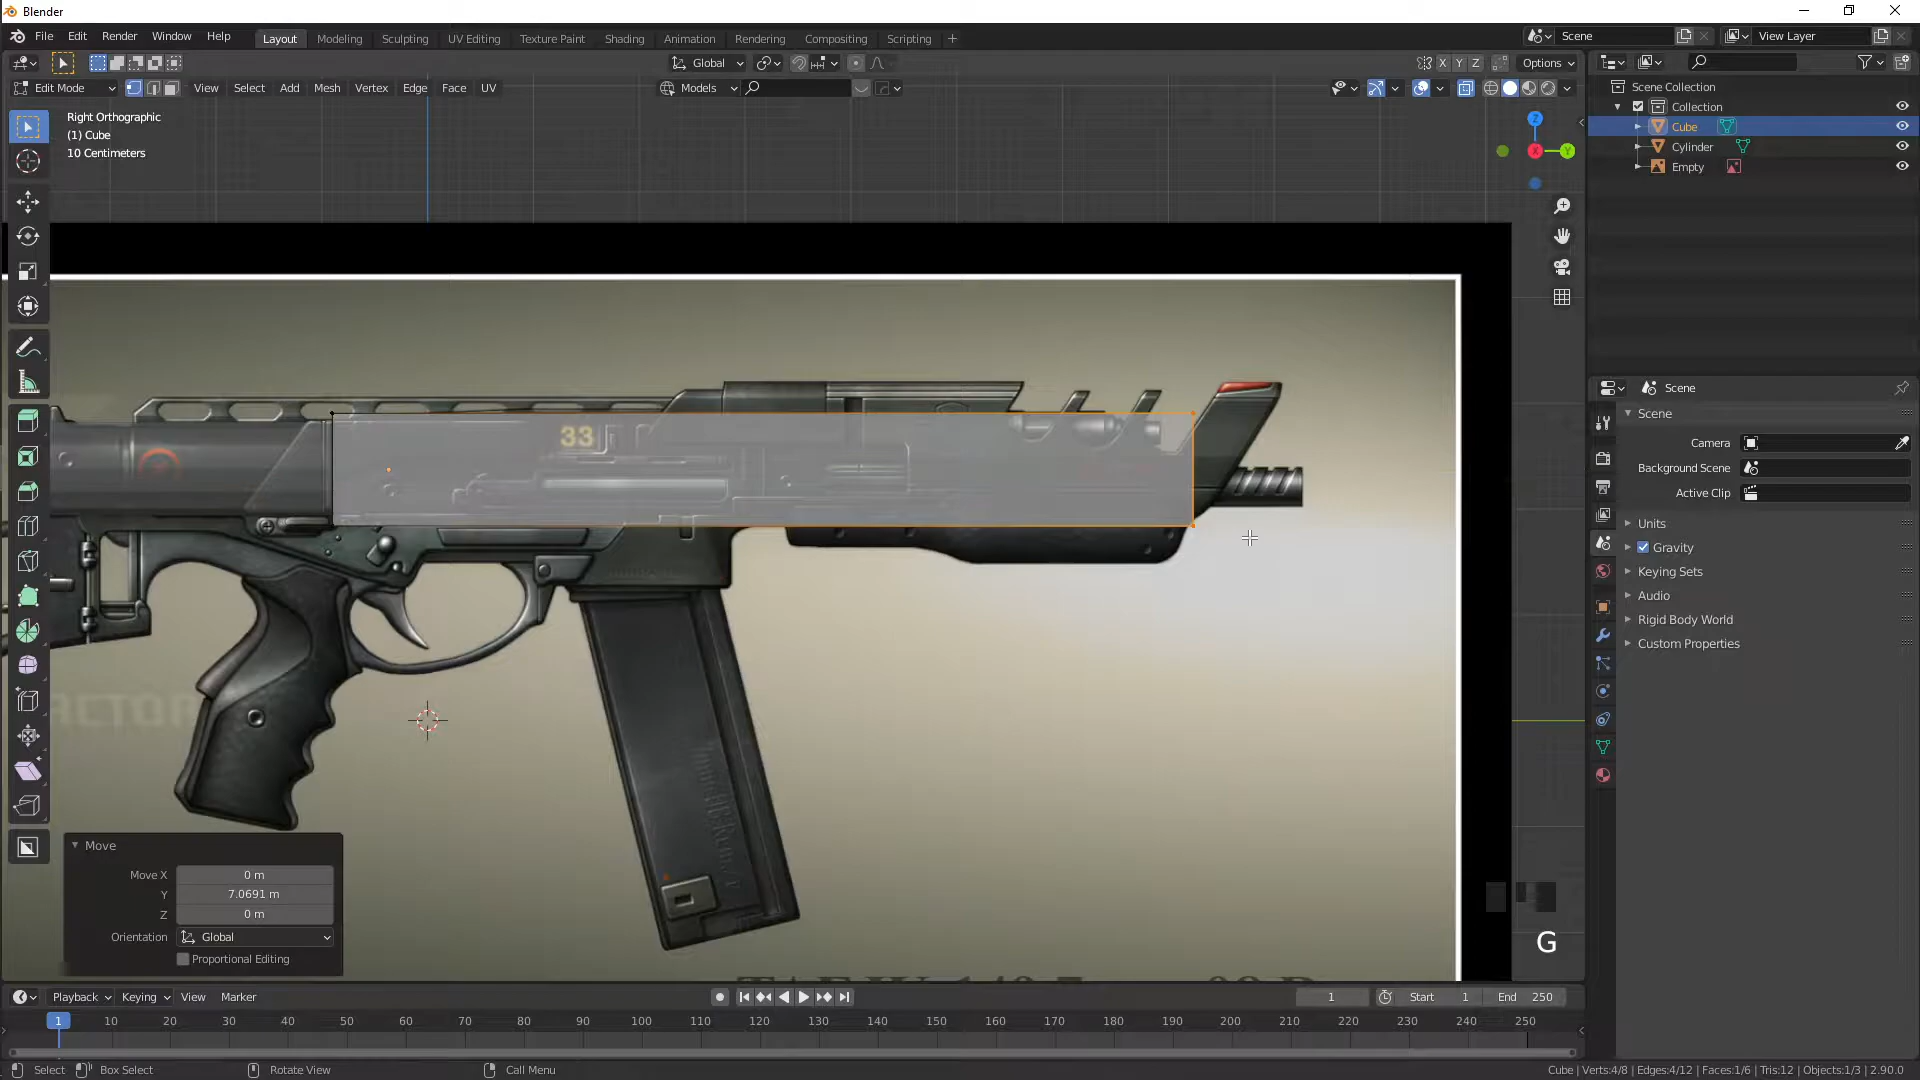 Blender
File Edit Render Window Help Layout Modeling Sculpting UV Editing Texture Paint Shading Animation Rendering Compositing Scripting + Scene View Layer
Global X Y Z Options
Edit Mode View Select Add Mesh Vertex Edge Face UV Models
Scene Collection
Collection
Cube
Cylinder
Empty
Right Orthographic
(1) Cube
10 Centimeters
Z
X
Y
33
Scene
Scene
Camera
Background Scene
Active Clip
Units
Gravity
Keying Sets
Audio
Rigid Body World
Custom Properties
Move
Move X 0 m
Y 7.0691 m
Z 0 m
Orientation Global
Proportional Editing
G
Playback Keying View Marker 1 Start 1 End 250
1 10 20 30 40 50 60 70 80 90 100 110 120 130 140 150 160 170 180 190 200 210 220 230 240 250
Select Box Select Rotate View Call Menu Cube | Verts:4/8 | Edges:4/12 | Faces:1/6 | Tris:12 | Objects:1/3 | 2.90.0